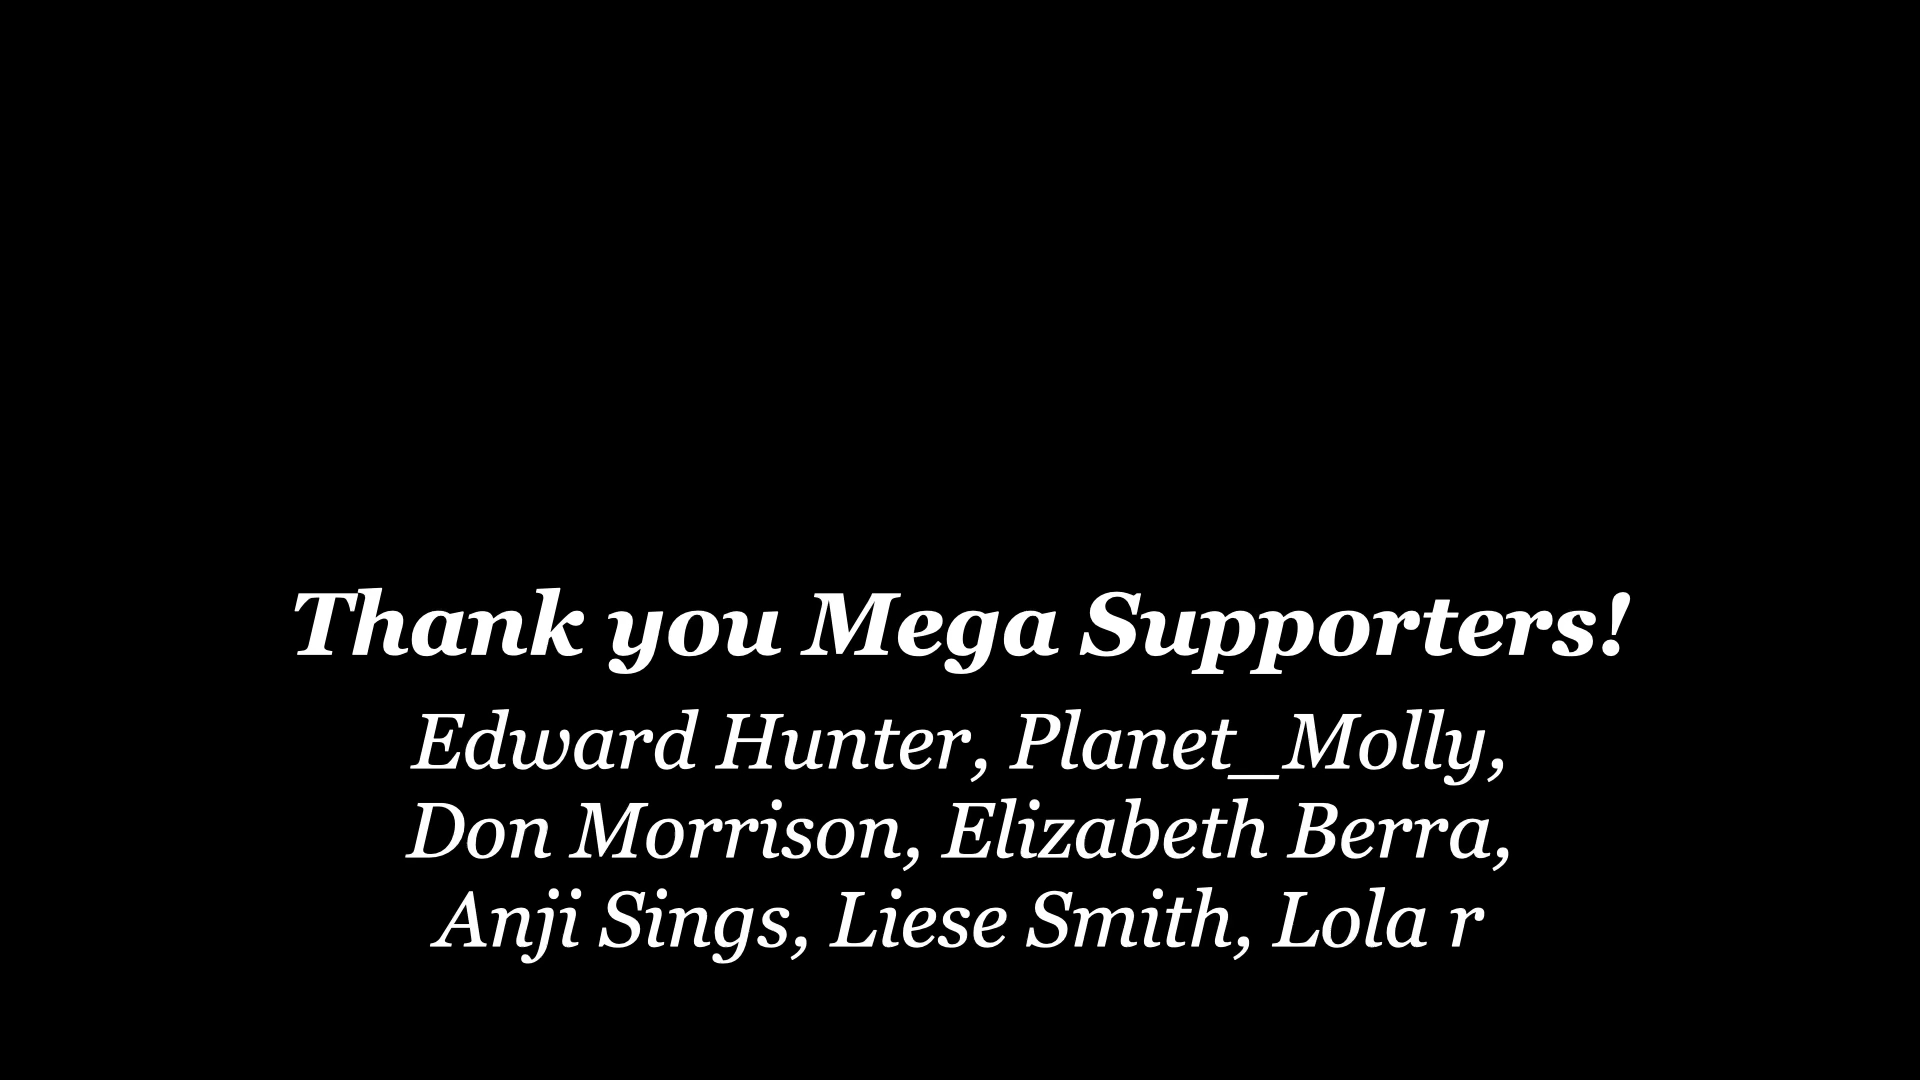 Thank you Mega Supporters!
Edward Hunter, Planet_Molly,
Don Morrison, Elizabeth Berra,
Anji Sings, Liese Smith, Lola r